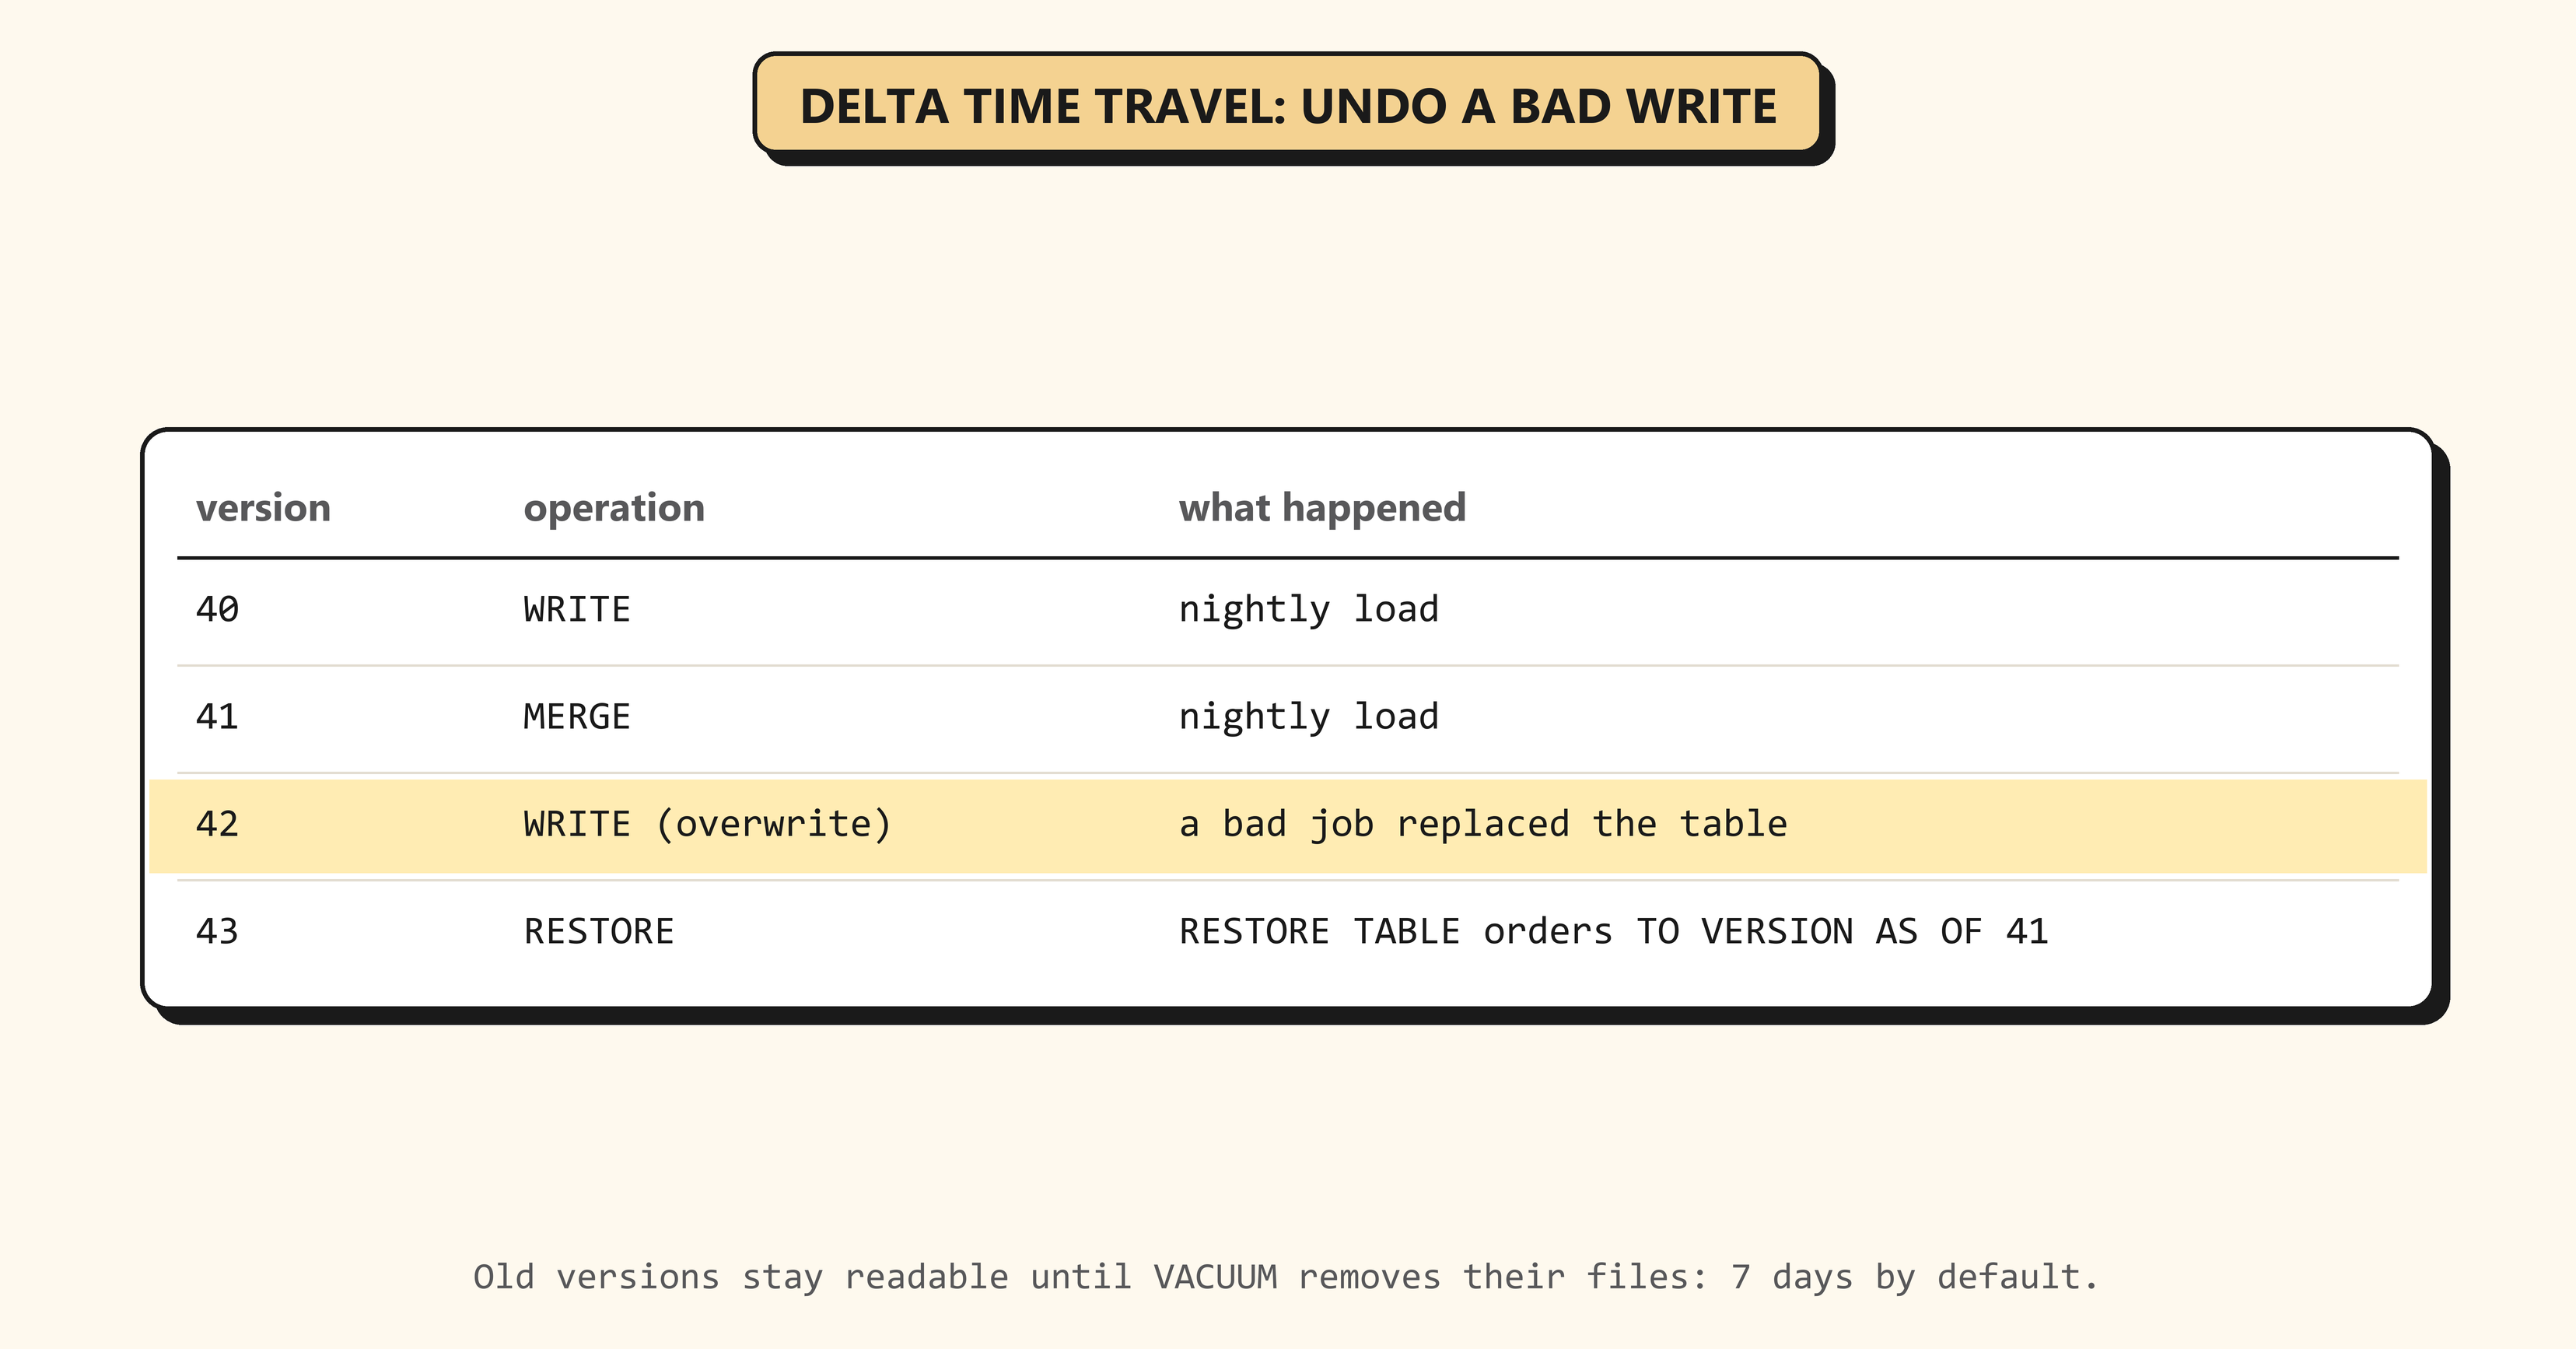 DELTA TIME TRAVEL: UNDO A BAD WRITE
version operation what happened
40 WRITE nightly load
41 MERGE nightly load
42 WRITE (overwrite) a bad job replaced the table
43 RESTORE RESTORE TABLE orders TO VERSION AS OF 41
Old versions stay readable until VACUUM removes their files: 7 days by default.